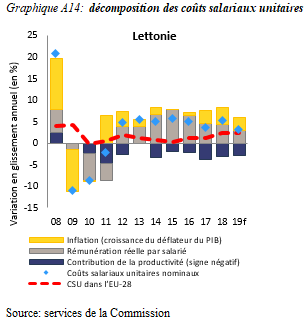 Graphique A14: décomposition des coûts salariaux unitaires
Lettonie
Variation en glissement annuel (en %)
25
20
15
10
5
0
-5
-10
-15
08 09 10 11 12 13 14 15 16 17 18 19f
Inflation (croissance du déflateur du PIB)
Rémunération réelle par salarié
Contribution de la productivité (signe négatif)
Coûts salariaux unitaires nominaux
CSU dans l'EU-28
Source: services de la Commission